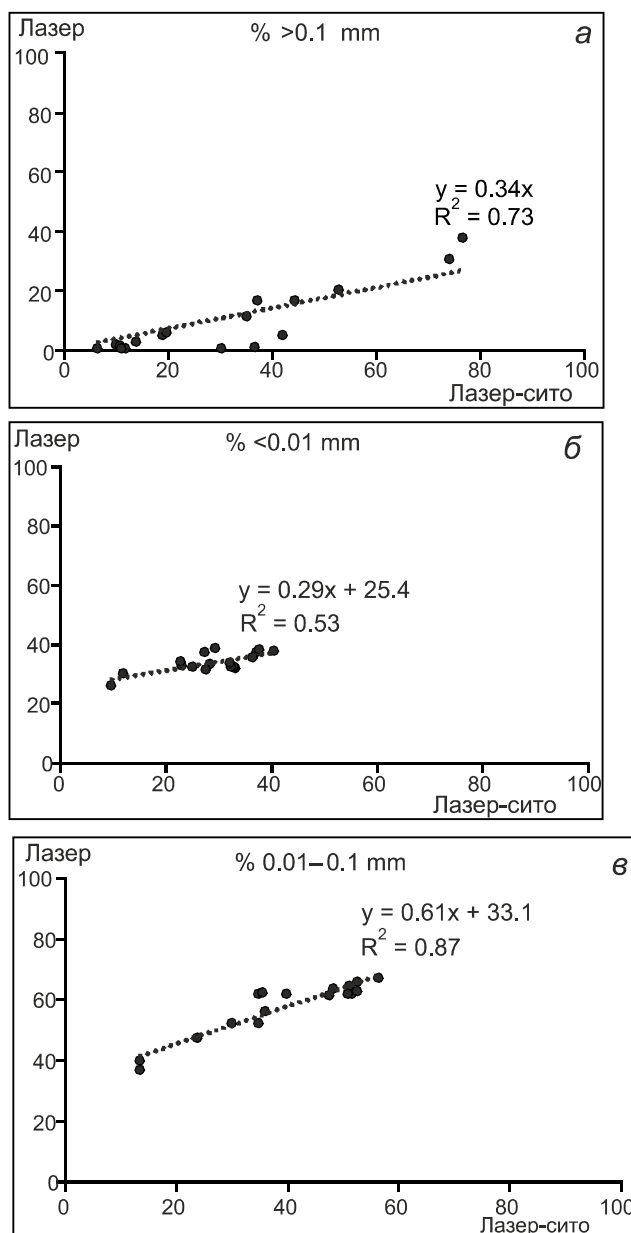 Лазер % >0.1 mm а
100
80
60
y = 0.34x
R² = 0.73
40
20
0
0 20 40 60 80 100
Лазер-сито
Лазер % <0.01 mm б
100
80
60
y = 0.29x + 25.4
R² = 0.53
40
20
0
0 20 40 60 80 100
Лазер-сито
Лазер % 0.01–0.1 mm в
100
y = 0.61x + 33.1
80
R² = 0.87
60
40
20
0
0 20 40 60 80 100
Лазер-сито